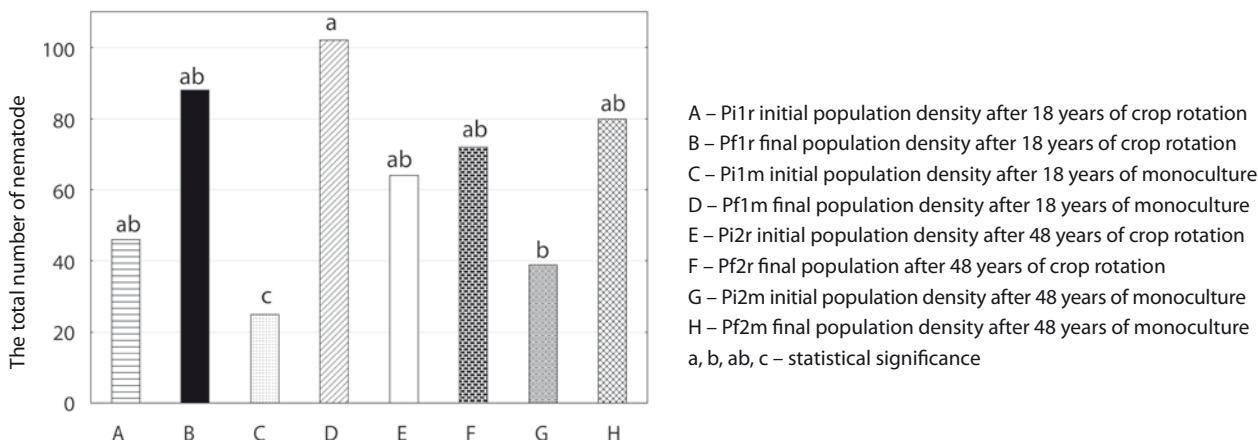 The total number of nematode
100
80
60
40
20
0
ab
ab
c
a
ab
ab
b
ab
A
B
C
D
E
F
G
H
A – Pi1r initial population density after 18 years of crop rotation
B – Pf1r final population density after 18 years of crop rotation
C – Pi1m initial population density after 18 years of monoculture
D – Pf1m final population density after 18 years of monoculture
E – Pi2r initial population density after 48 years of crop rotation
F – Pf2r final population after 48 years of crop rotation
G – Pi2m initial population density after 48 years of monoculture
H – Pf2m final population density after 48 years of monoculture
a, b, ab, c – statistical significance